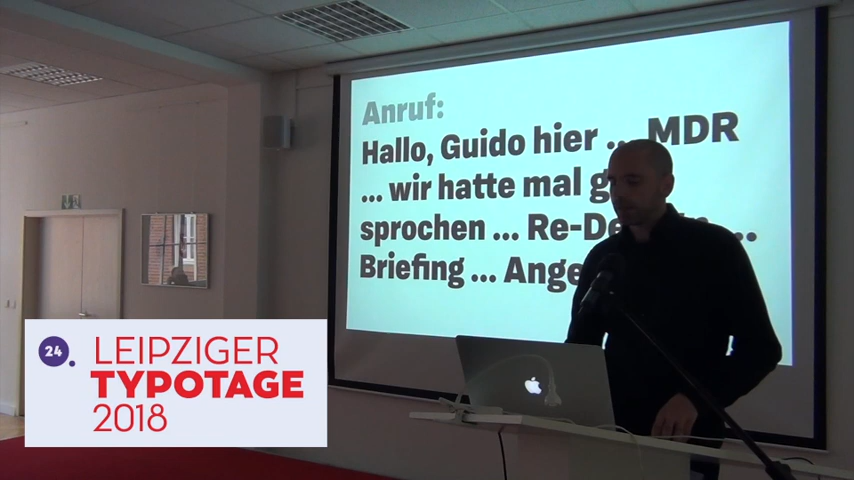 Anruf:
Hallo, Guido hier ... MDR
... wir hatte mal
sprochen ... Re-De ...
Briefing ... Ange
24.
LEIPZIGER
TYPOTAGE
2018